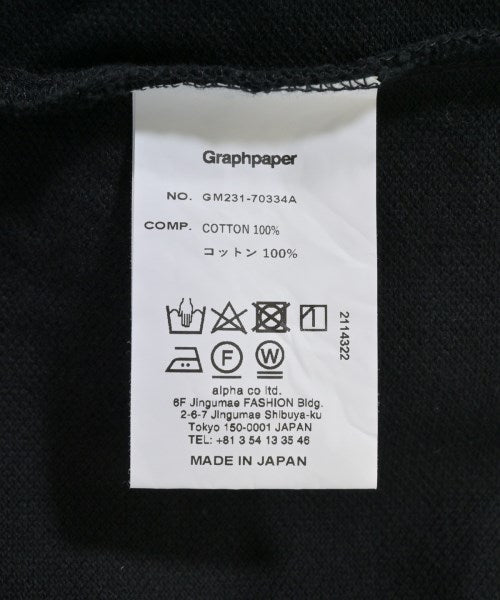 Graphpaper
NO. GM231-70334A
COMP. COTTON 100%
コットン 100%
2114322
F W
alpha co ltd.
6F Jingumae FASHION Bldg.
2-6-7 Jingumae Shibuya-ku
Tokyo 150-0001 JAPAN
TEL: +81 3 54 13 35 46
MADE IN JAPAN